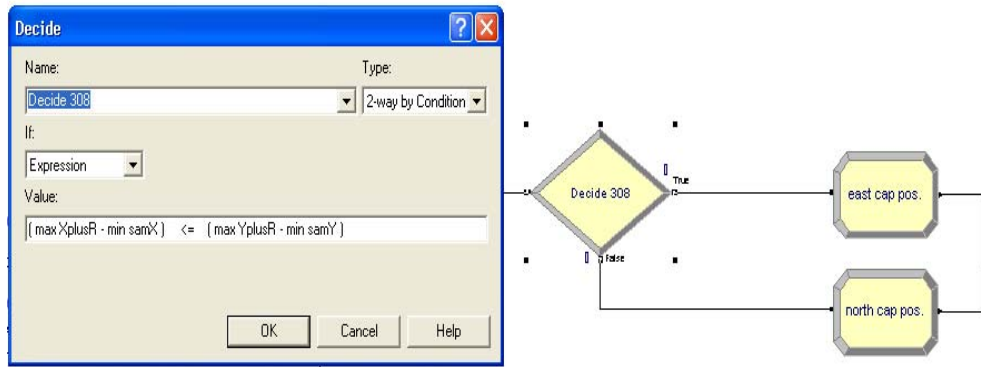 Decide
Name:
Type:
Decide 308
2-way by Condition
If:
Expression
Value:
( max XplusR - min samX ) <= ( max YplusR - min samY )
OK
Cancel
Help
Decide 308
True
False
east cap pos.
north cap pos.